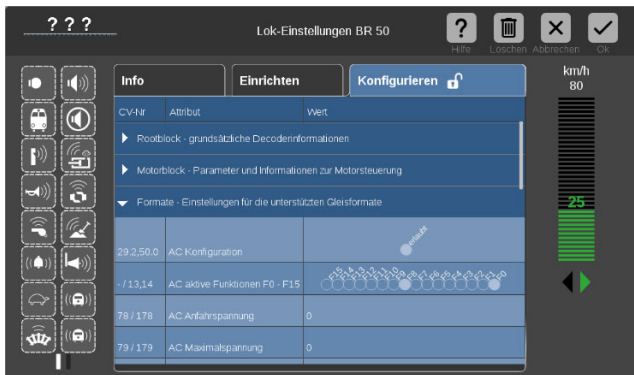 ? ? ?
Lok-Einstellungen BR 50
?
Hilfe
Löschen
Abbrechen
Ok
Info
Einrichten
Konfigurieren
km/h
80
CV-Nr
Attribut
Wert
Rootblock - grundsätzliche Decoderinformationen
Motorblock - Parameter und Informationen zur Motorsteuerung
Formate - Einstellungen für die unterstützten Gleisformate
25
erlaubt
29.2,50.0
AC Konfiguration
F15 F14 F13 F12 F11 F10 F9 F8 F7 F6 F5 F4 F3 F2 F1 F0
- / 13,14
AC aktive Funktionen F0 - F15
78 / 178
AC Anfahrspannung
0
79 / 179
AC Maximalspannung
0